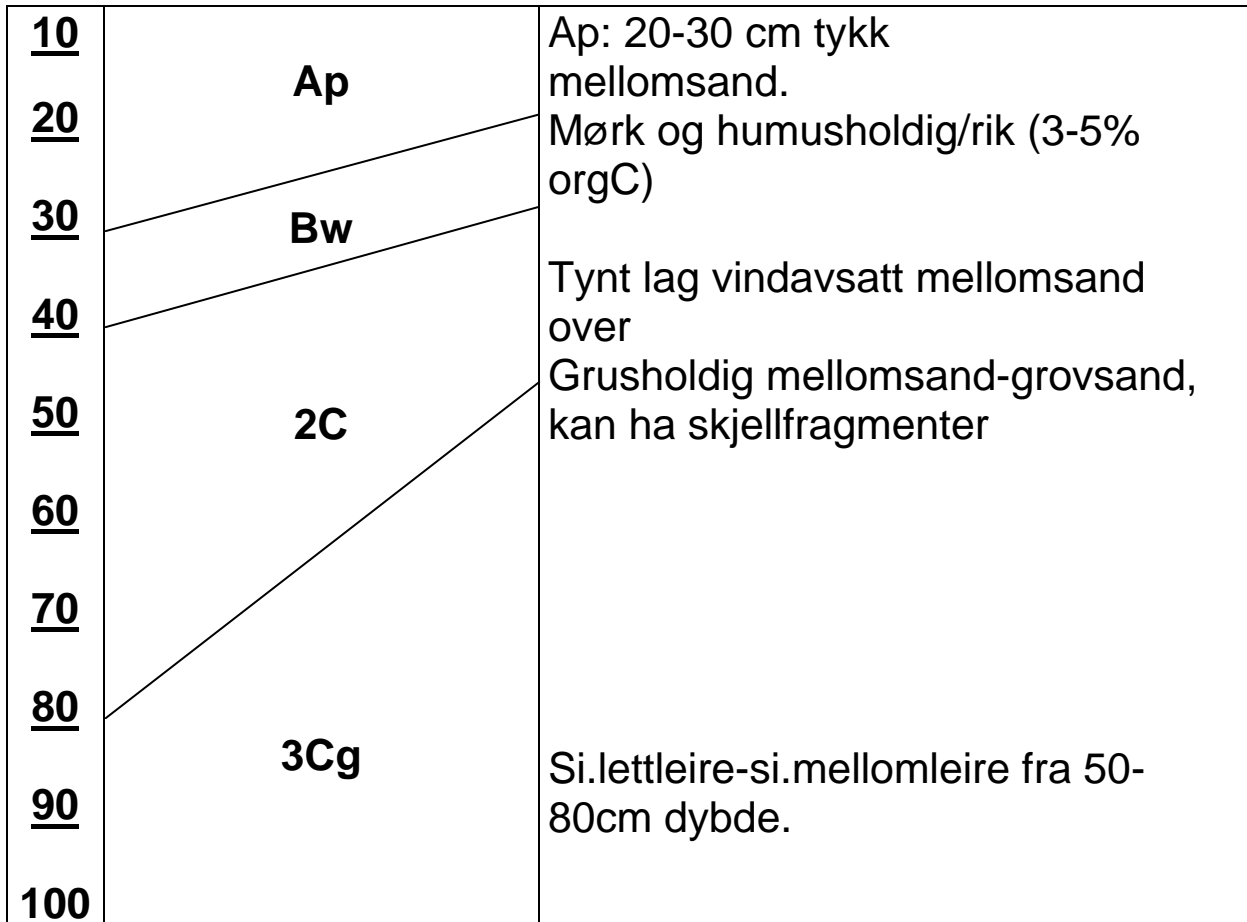 10
20
30
40
50
60
70
80
90
100
Ap
Bw
2C
3Cg
Ap: 20-30 cm tykk
mellomsand.
Mørk og humusholdig/rik (3-5%
orgC)
Tynt lag vindavsatt mellomsand
over
Grusholdig mellomsand-grovsand,
kan ha skjellfragmenter
Si.lettleire-si.mellomleire fra 50-
80cm dybde.